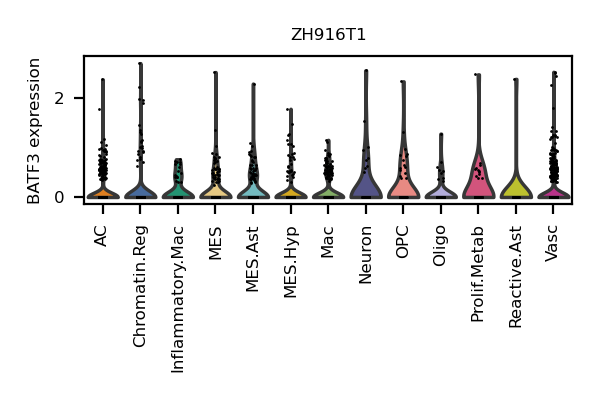 ZH916T1
BATF3 expression
2
0
AC
Chromatin.Reg
Inflammatory.Mac
MES
MES.Ast
MES.Hyp
Mac
Neuron
OPC
Oligo
Prolif.Metab
Reactive.Ast
Vasc